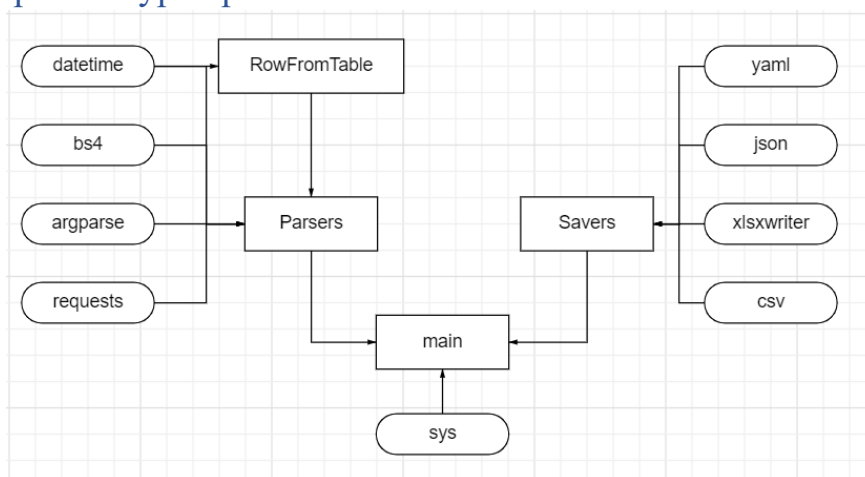 datetime
RowFromTable
yaml
bs4
json
argparse
Parsers
Savers
xlsxwriter
requests
csv
main
sys